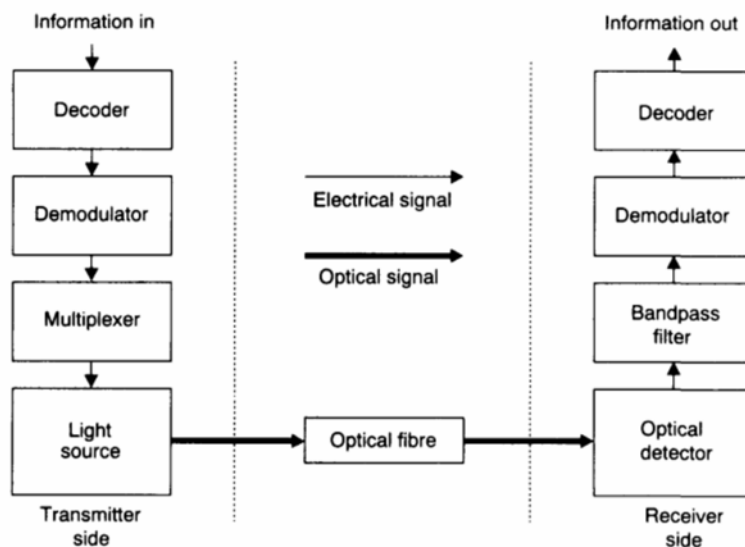 Information in
Decoder
Demodulator
Multiplexer
Light
source
Transmitter
side
Electrical signal
Optical signal
Optical fibre
Information out
Decoder
Demodulator
Bandpass
filter
Optical
detector
Receiver
side